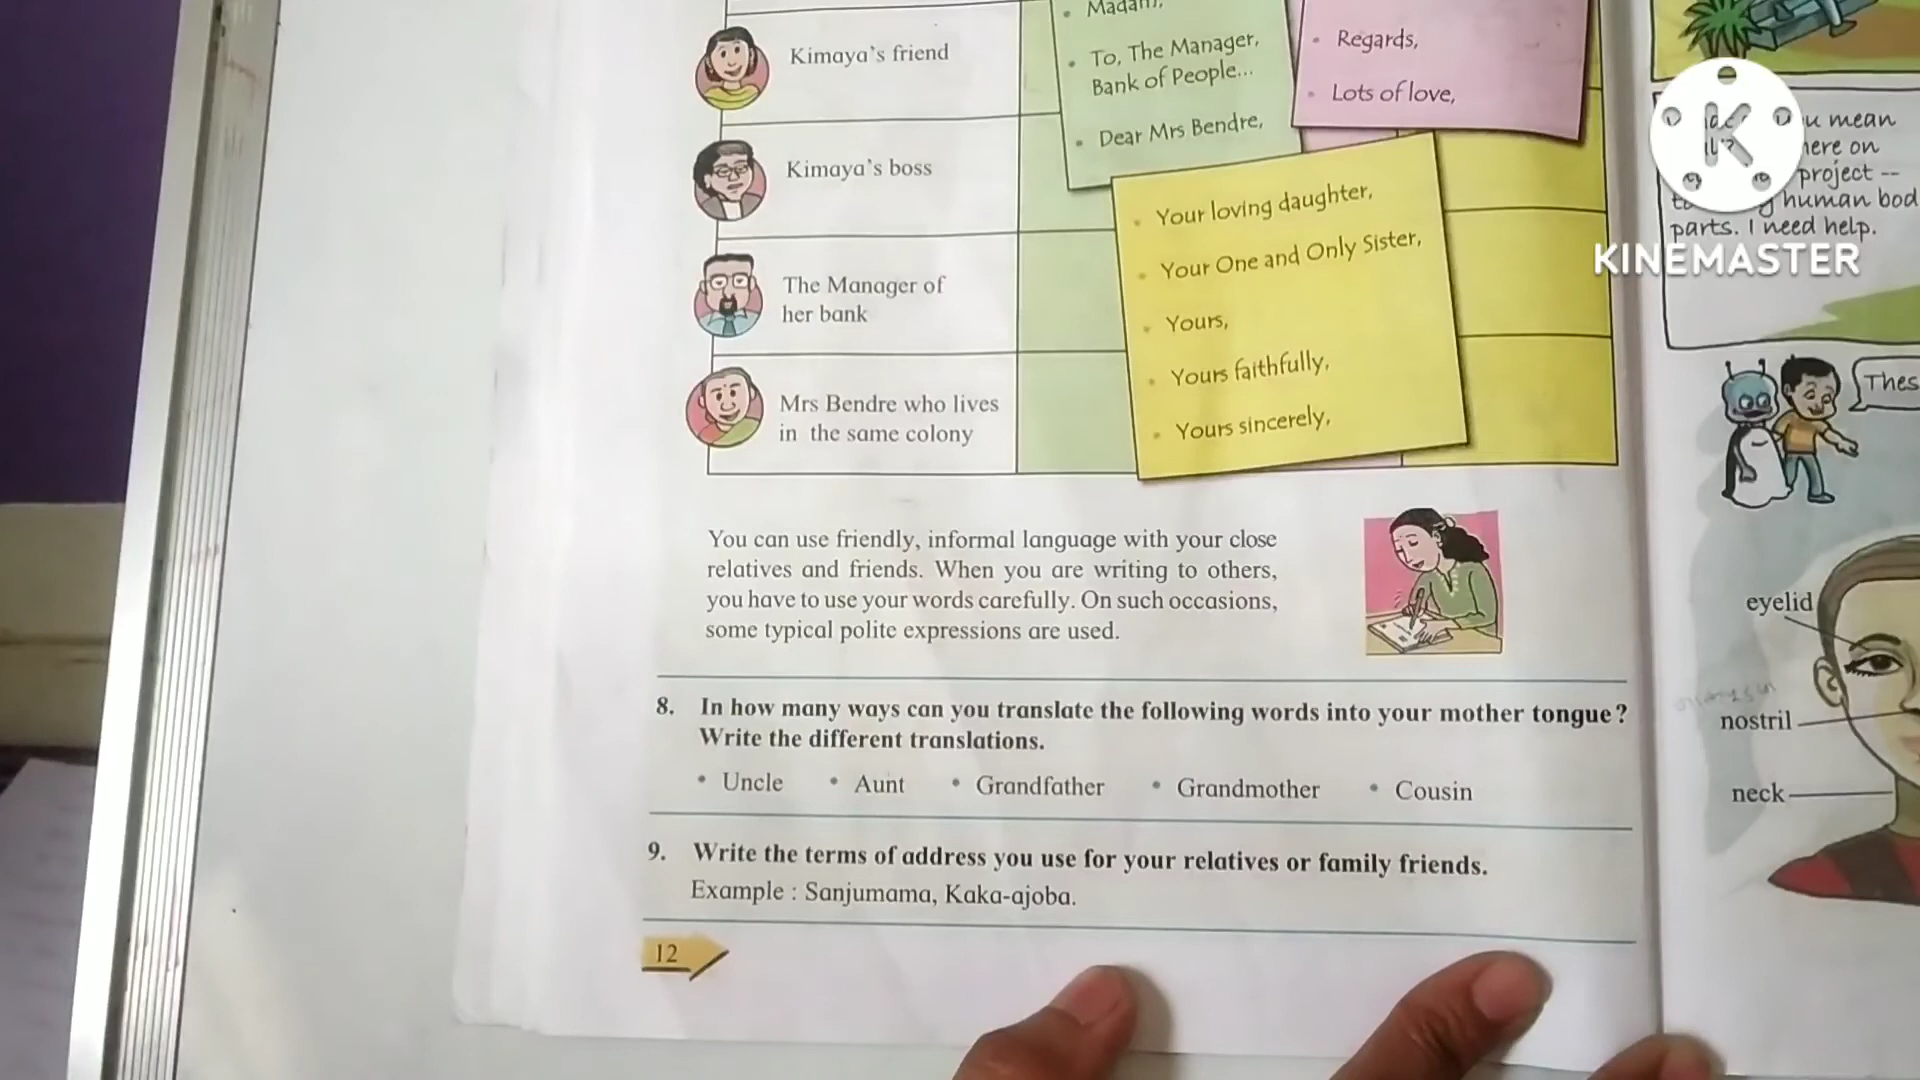 Madam,
Kimaya's friend
To, The Manager,
Bank of People...
Dear Mrs Bendre,
Regards,
Lots of love,
Kimaya's boss
The Manager of
her bank
Mrs Bendre who lives
in the same colony
Your loving daughter,
Your One and Only Sister,
Yours,
Yours faithfully,
Yours sincerely,
You can use friendly, informal language with your close
relatives and friends. When you are writing to others,
you have to use your words carefully. On such occasions,
some typical polite expressions are used.
8. In how many ways can you translate the following words into your mother tongue?
Write the different translations.
• Uncle • Aunt • Grandfather • Grandmother • Cousin
9. Write the terms of address you use for your relatives or family friends.
Example : Sanjumama, Kaka-ajoba.
12
mean
here on
project --
human
parts. I need help.
K
KINEMASTER
eyelid
nostril
neck